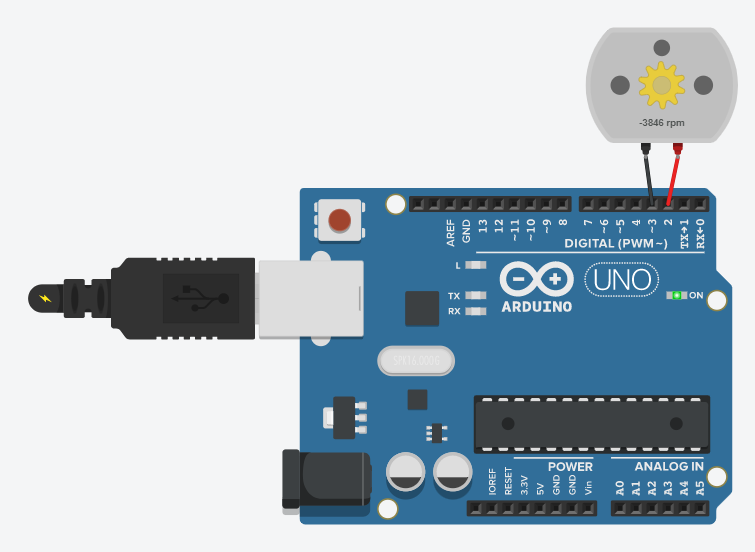 -3846 rpm
AREF
GND
13
12
~11
~10
~9
8
7
~6
~5
4
~3
2
TX→1
RX←0
DIGITAL (PWM~)
L
TX
RX
ARDUINO
UNO
ON
SPK16.000G
POWER
ANALOG IN
IOREF
RESET
3.3V
5V
GND
GND
Vin
A0
A1
A2
A3
A4
A5